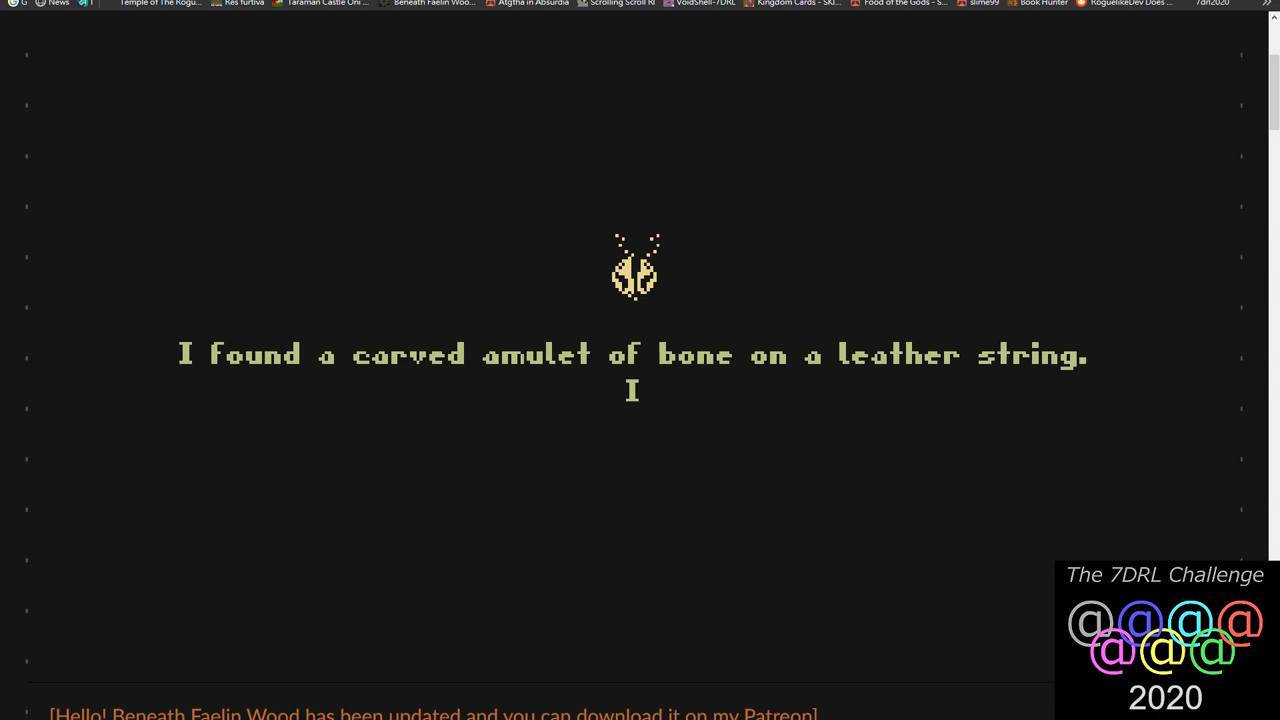 G News T Temple of The Rogu... Res furtiva Taraman Castle Oni ... Beneath Faelin Woo... Atgtha in Absurdia Scrolling Scroll RI VoidShell-7DRL Kingdom Cards - SKI... Food of the Gods - S... slime99 Book Hunter RoguelikeDev Does ... 7drl2020 »
I found a carved amulet of bone on a leather string.
I
[Hello! Beneath Faelin Wood has been updated and you can download it on my Patreon]
The 7DRL Challenge
@@@@
@@@
2020